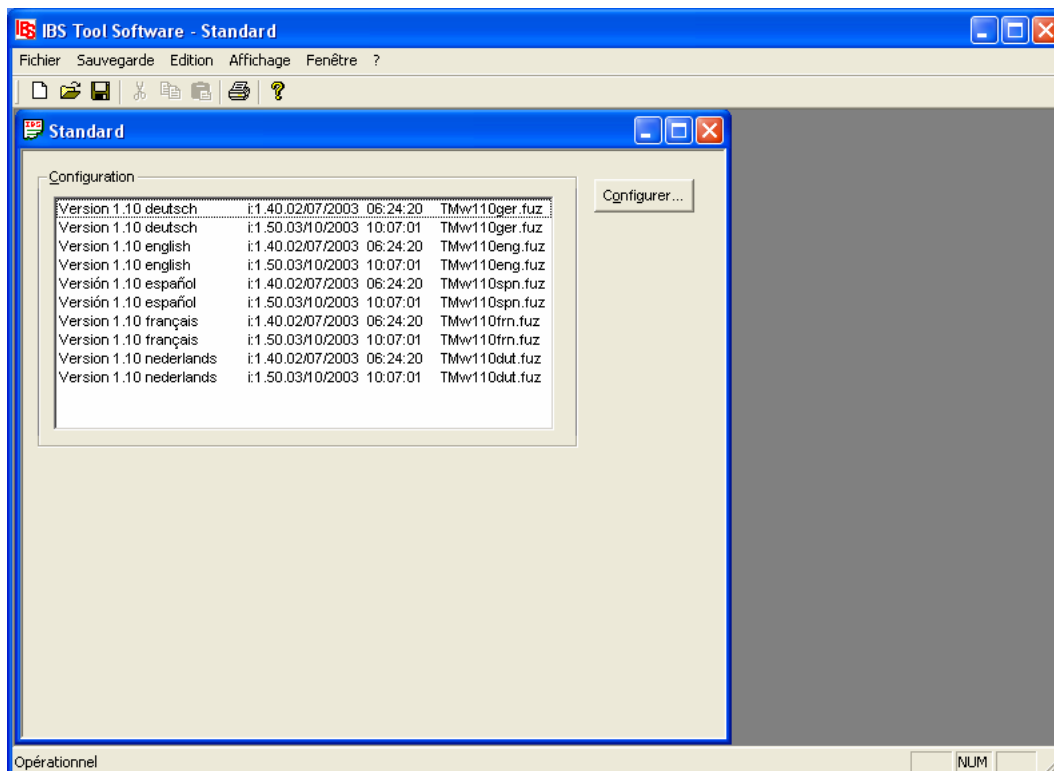 IBS IBS Tool Software - Standard
Fichier Sauvegarde Edition Affichage Fenêtre ?
Standard
Configuration
Configurer...
Version 1.10 deutsch i:1.40.02/07/2003 06:24:20 TMw110ger.fuz
Version 1.10 deutsch i:1.50.03/10/2003 10:07:01 TMw110ger.fuz
Version 1.10 english i:1.40.02/07/2003 06:24:20 TMw110eng.fuz
Version 1.10 english i:1.50.03/10/2003 10:07:01 TMw110eng.fuz
Versión 1.10 español i:1.40.02/07/2003 06:24:20 TMw110spn.fuz
Versión 1.10 español i:1.50.03/10/2003 10:07:01 TMw110spn.fuz
Version 1.10 français i:1.40.02/07/2003 06:24:20 TMw110frn.fuz
Version 1.10 français i:1.50.03/10/2003 10:07:01 TMw110frn.fuz
Version 1.10 nederlands i:1.40.02/07/2003 06:24:20 TMw110dut.fuz
Version 1.10 nederlands i:1.50.03/10/2003 10:07:01 TMw110dut.fuz
Opérationnel NUM